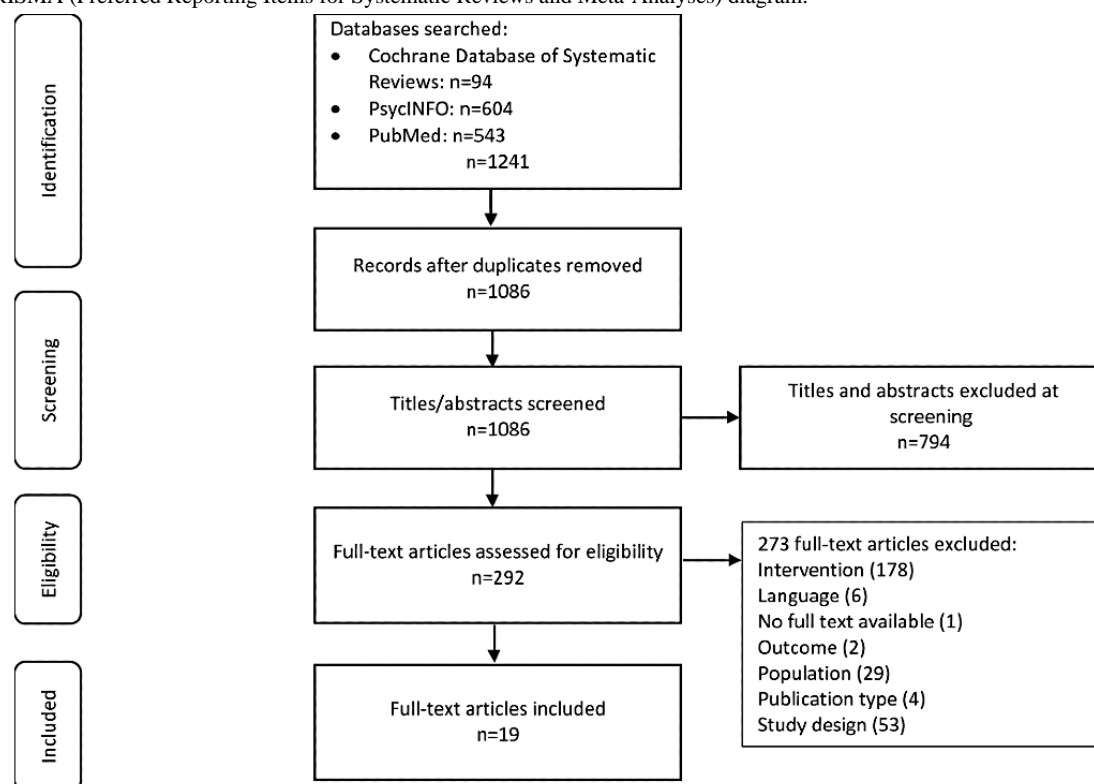 RISMA (Preferred Reporting Items for Systematic Reviews and Meta-Analyses) diagram.
Identification
Databases searched:
• Cochrane Database of Systematic
Reviews: n=94
• PsycINFO: n=604
• PubMed: n=543
n=1241
Records after duplicates removed
n=1086
Screening
Titles/abstracts screened
n=1086
Titles and abstracts excluded at
screening
n=794
Eligibility
Full-text articles assessed for eligibility
n=292
273 full-text articles excluded:
Intervention (178)
Language (6)
No full text available (1)
Outcome (2)
Population (29)
Publication type (4)
Study design (53)
Included
Full-text articles included
n=19